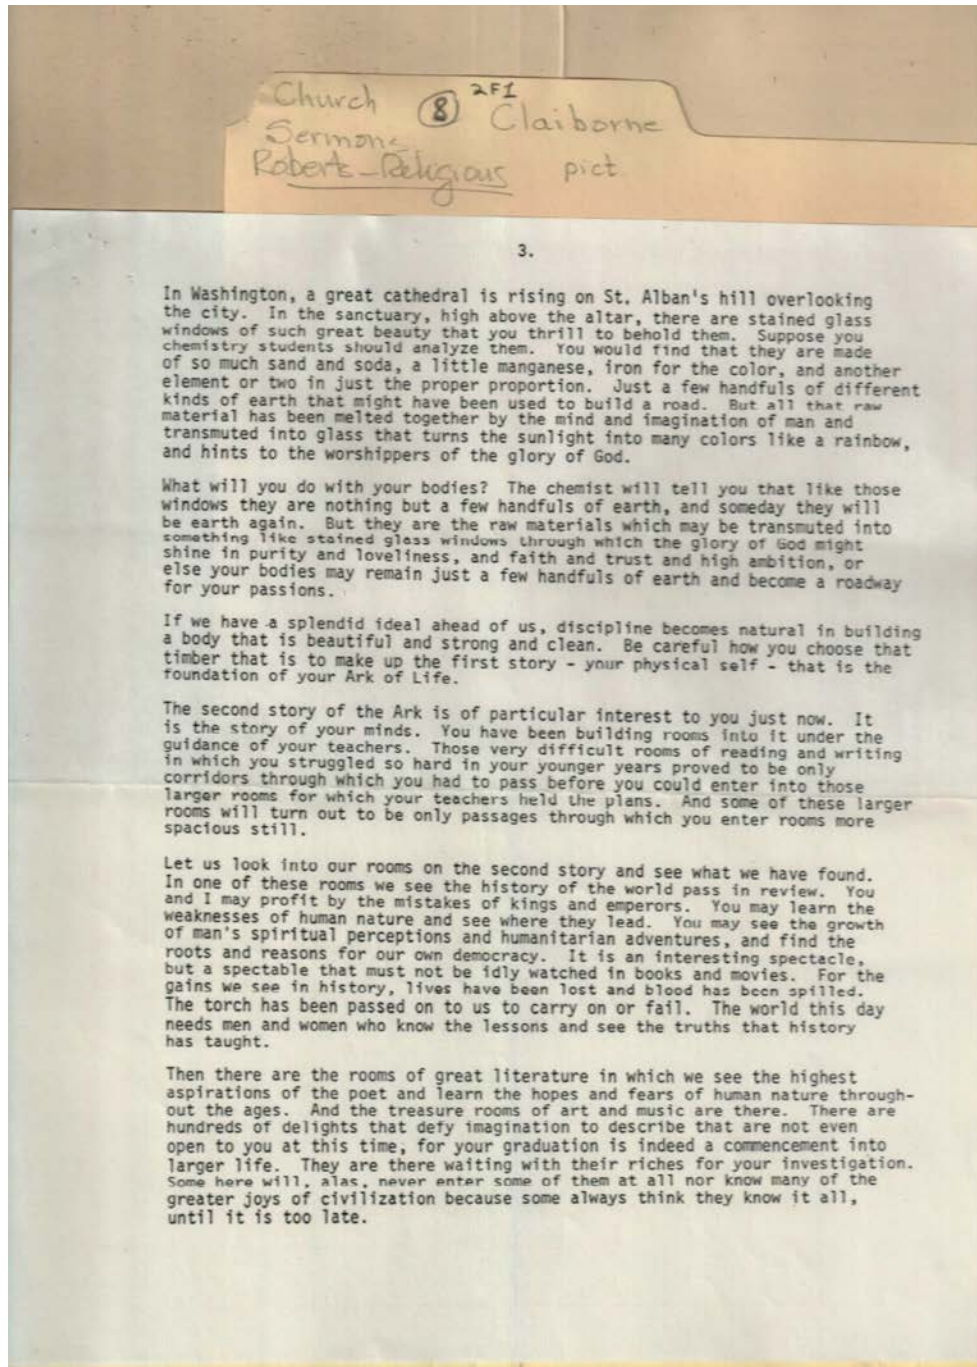 2F1
Church 8 Claiborne
Sermons
Roberts-Religious pict.
3.
In Washington, a great cathedral is rising on St. Alban's hill overlooking
the city. In the sanctuary, high above the altar, there are stained glass
windows of such great beauty that you thrill to behold them. Suppose you
chemistry students should analyze them. You would find that they are made
of so much sand and soda, a little manganese, iron for the color, and another
element or two in just the proper proportion. Just a few handfuls of different
kinds of earth that might have been used to build a road. But all that raw
material has been melted together by the mind and imagination of man and
transmuted into glass that turns the sunlight into many colors like a rainbow,
and hints to the worshippers of the glory of God.
What will you do with your bodies? The chemist will tell you that like those
windows they are nothing but a few handfuls of earth, and someday they will
be earth again. But they are the raw materials which may be transmuted into
something like stained glass windows through which the glory of God might
shine in purity and loveliness, and faith and trust and high ambition, or
else your bodies may remain just a few handfuls of earth and become a roadway
for your passions.
If we have a splendid ideal ahead of us, discipline becomes natural in building
a body that is beautiful and strong and clean. Be careful how you choose that
timber that is to make up the first story - your physical self - that is the
foundation of your Ark of Life.
The second story of the Ark is of particular interest to you just now. It
is the story of your minds. You have been building rooms into it under the
guidance of your teachers. Those very difficult rooms of reading and writing
in which you struggled so hard in your younger years proved to be only
corridors through which you had to pass before you could enter into those
larger rooms for which your teachers held the plans. And some of these larger
rooms will turn out to be only passages through which you enter rooms more
spacious still.
Let us look into our rooms on the second story and see what we have found.
In one of these rooms we see the history of the world pass in review. You
and I may profit by the mistakes of kings and emperors. You may learn the
weaknesses of human nature and see where they lead. You may see the growth
of man's spiritual perceptions and humanitarian adventures, and find the
roots and reasons for our own democracy. It is an interesting spectacle,
but a spectable that must not be idly watched in books and movies. For the
gains we see in history, lives have been lost and blood has been spilled.
The torch has been passed on to us to carry on or fail. The world this day
needs men and women who know the lessons and see the truths that history
has taught.
Then there are the rooms of great literature in which we see the highest
aspirations of the poet and learn the hopes and fears of human nature through-
out the ages. And the treasure rooms of art and music are there. There are
hundreds of delights that defy imagination to describe that are not even
open to you at this time, for your graduation is indeed a commencement into
larger life. They are there waiting with their riches for your investigation.
Some here will, alas, never enter some of them at all nor know many of the
greater joys of civilization because some always think they know it all,
until it is too late.